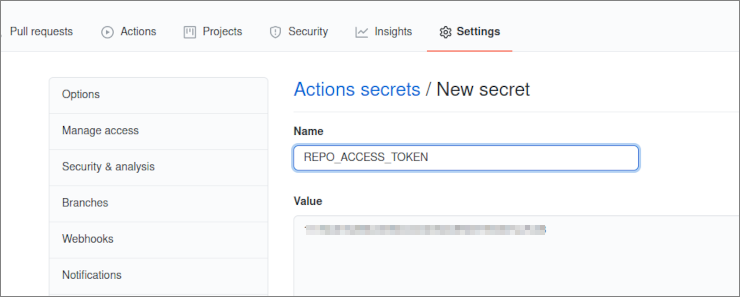 Pull requests Actions Projects Security Insights Settings
Options
Manage access
Security & analysis
Branches
Webhooks
Notifications
Actions secrets / New secret
Name
REPO_ACCESS_TOKEN
Value